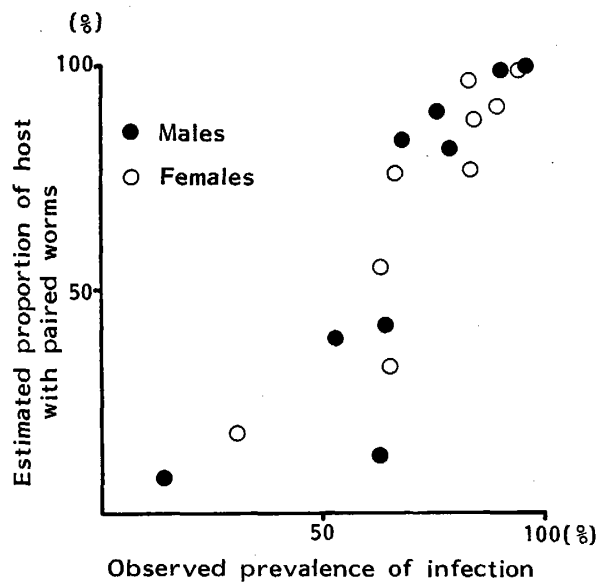 (%)
100
Males
Females
50
Estimated proportion of host
with paired worms
50
100(%)
Observed prevalence of infection